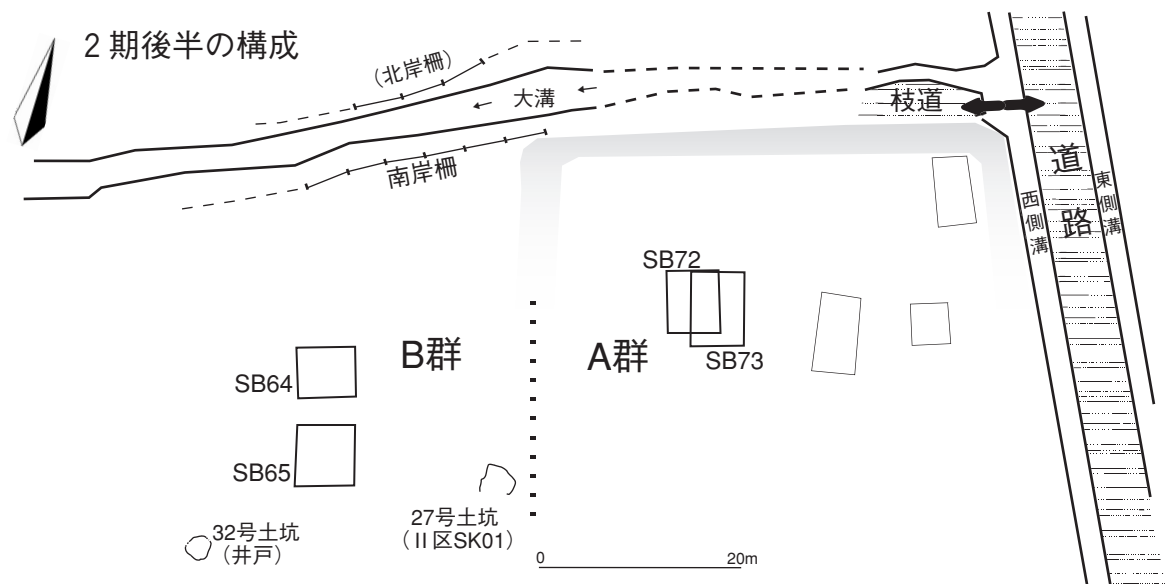 2期後半の構成
（北岸柵）
大溝
枝道
南岸柵
道路
東側溝
西側溝
SB72
SB73
B群
A群
SB64
SB65
27号土坑
（Ⅱ区SK01）
32号土坑
（井戸）
0 20m